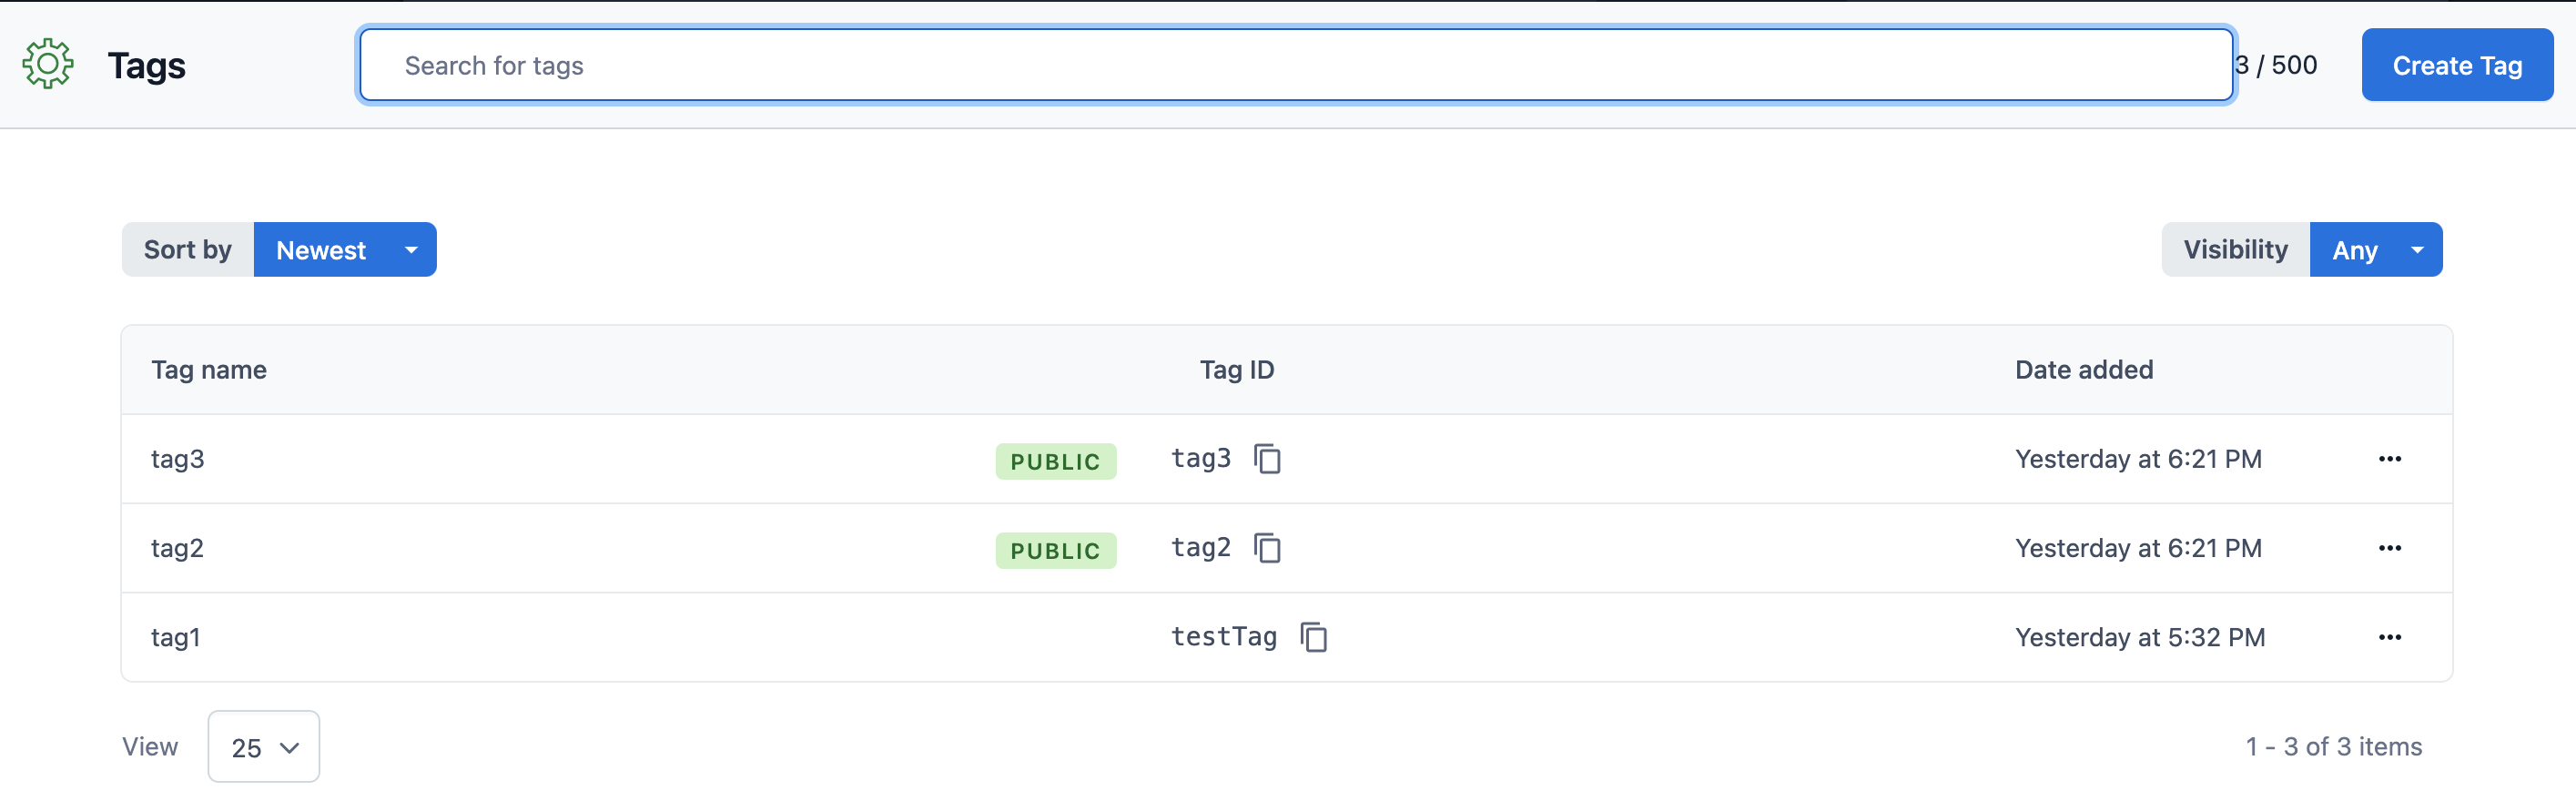 Tags
Search for tags
3 / 500
Create Tag
Sort by Newest
Visibility Any
Tag name Tag ID Date added
tag3 PUBLIC tag3 Yesterday at 6:21 PM
tag2 PUBLIC tag2 Yesterday at 6:21 PM
tag1 testTag Yesterday at 5:32 PM
View 25
1 - 3 of 3 items